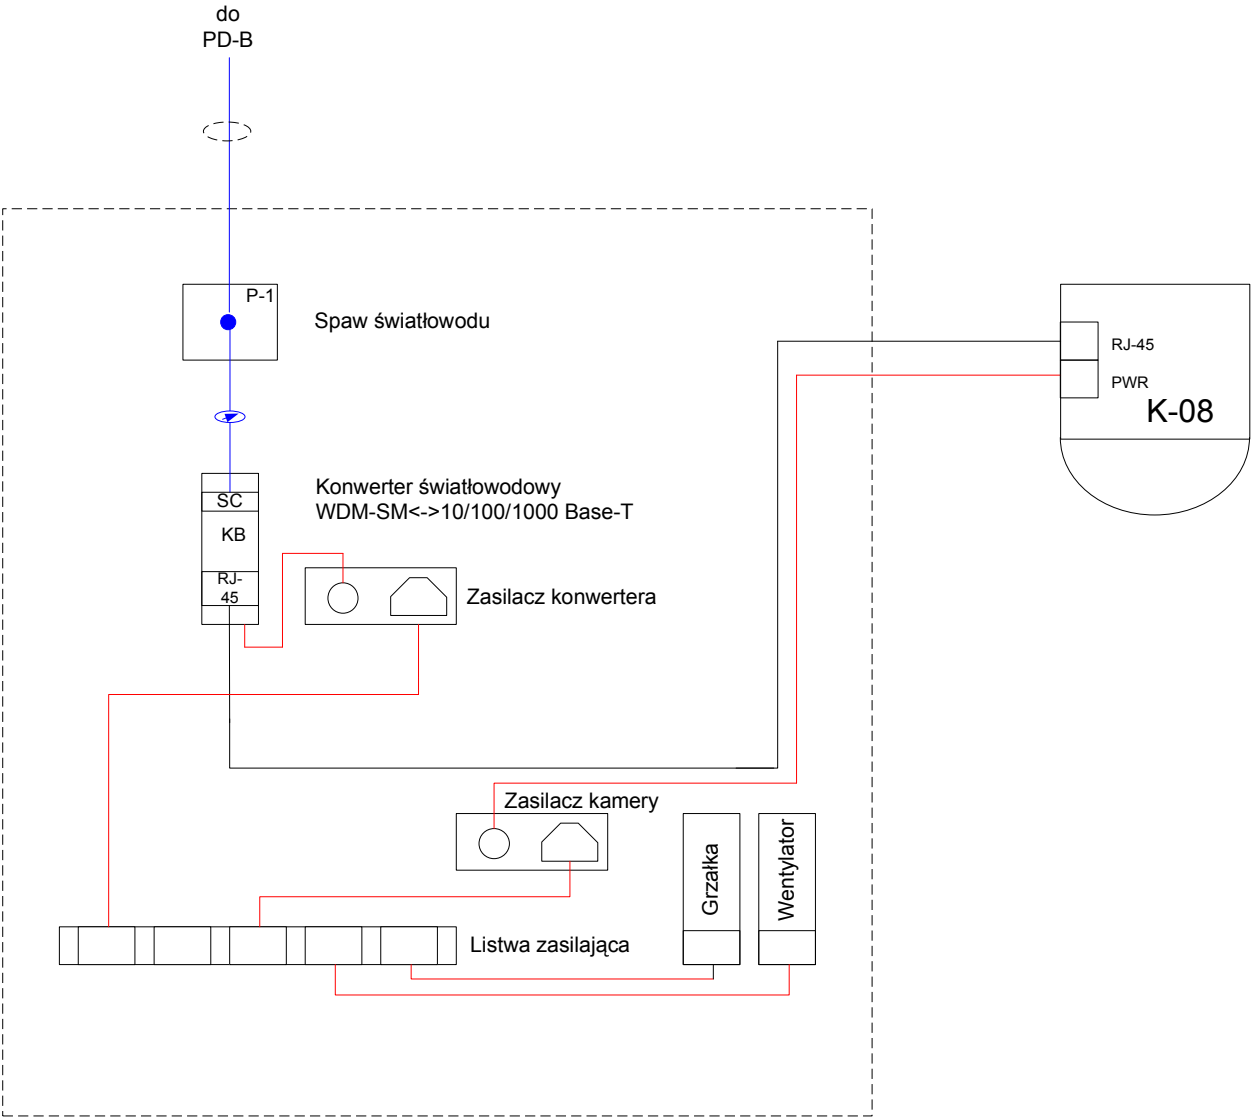 do
PD-B
P-1
Spaw światłowodu
RJ-45
PWR
K-08
SC
KB
RJ-
45
Konwerter światłowodowy
WDM-SM<->10/100/1000 Base-T
Zasilacz konwertera
Zasilacz kamery
Grzałka
Wentylator
Listwa zasilająca